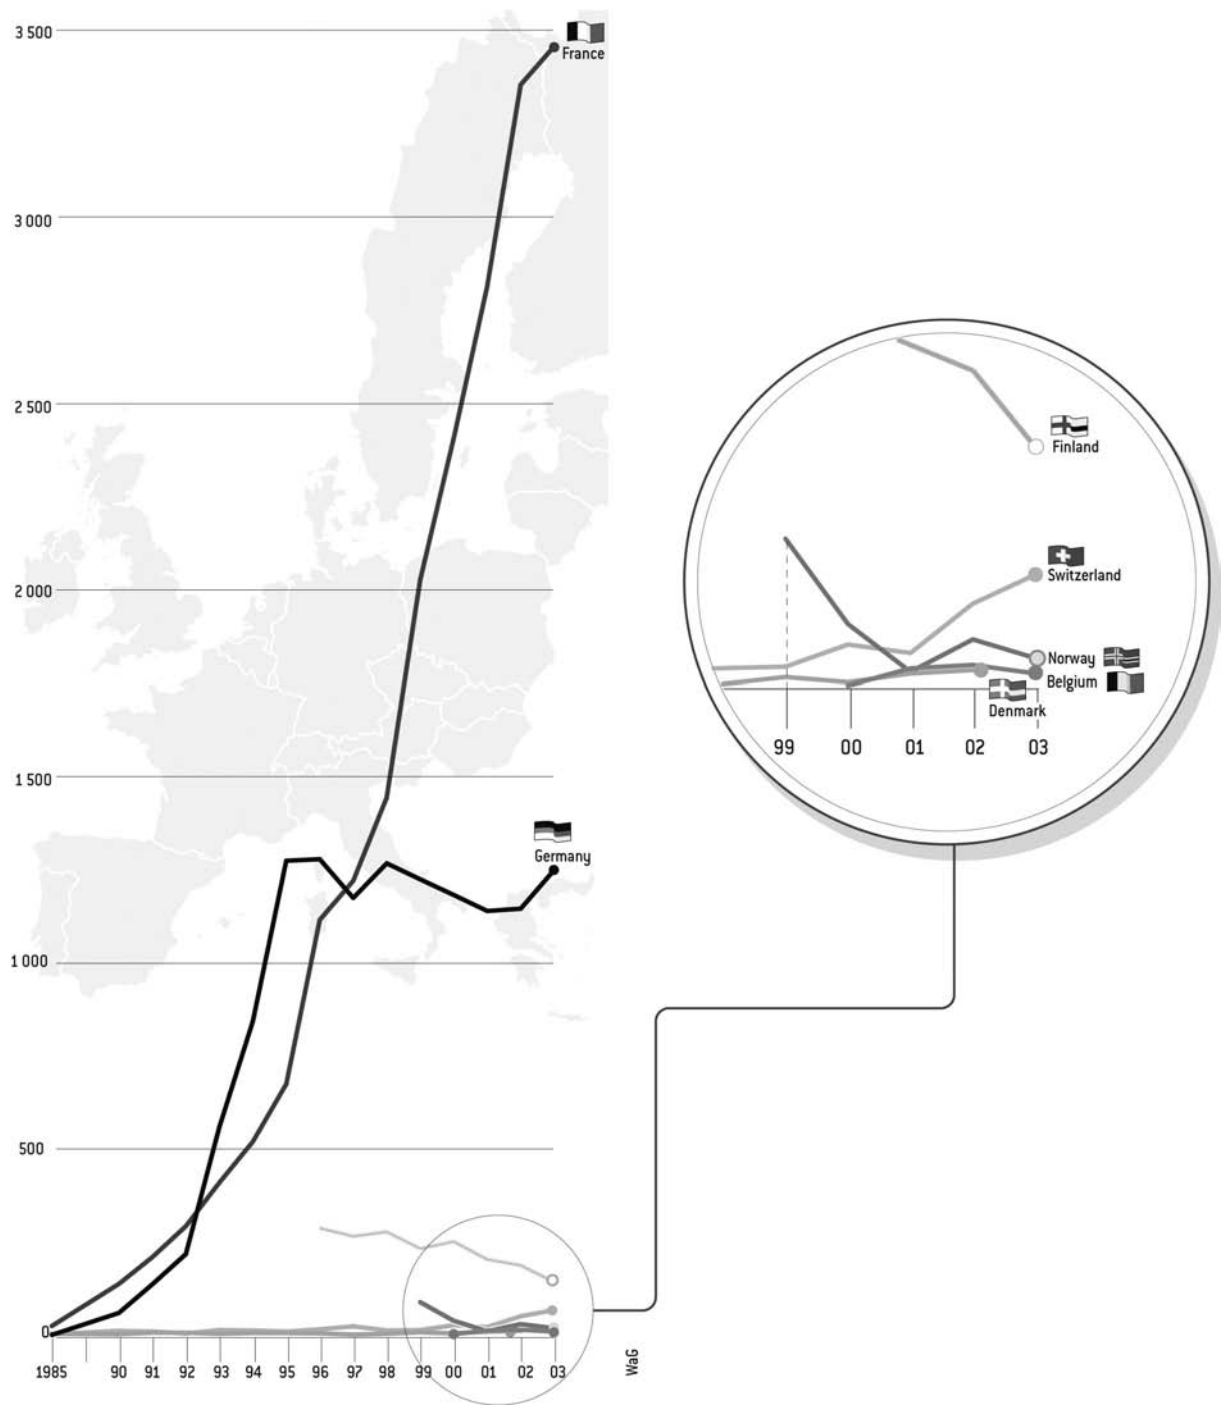 3 500
France
3 000
2 500
2 000
1 500
Germany
1 000
500
0
1985 90 91 92 93 94 95 96 97 98 99 00 01 02 03
WaG
Finland
Switzerland
Norway
Belgium
Denmark
99 00 01 02 03